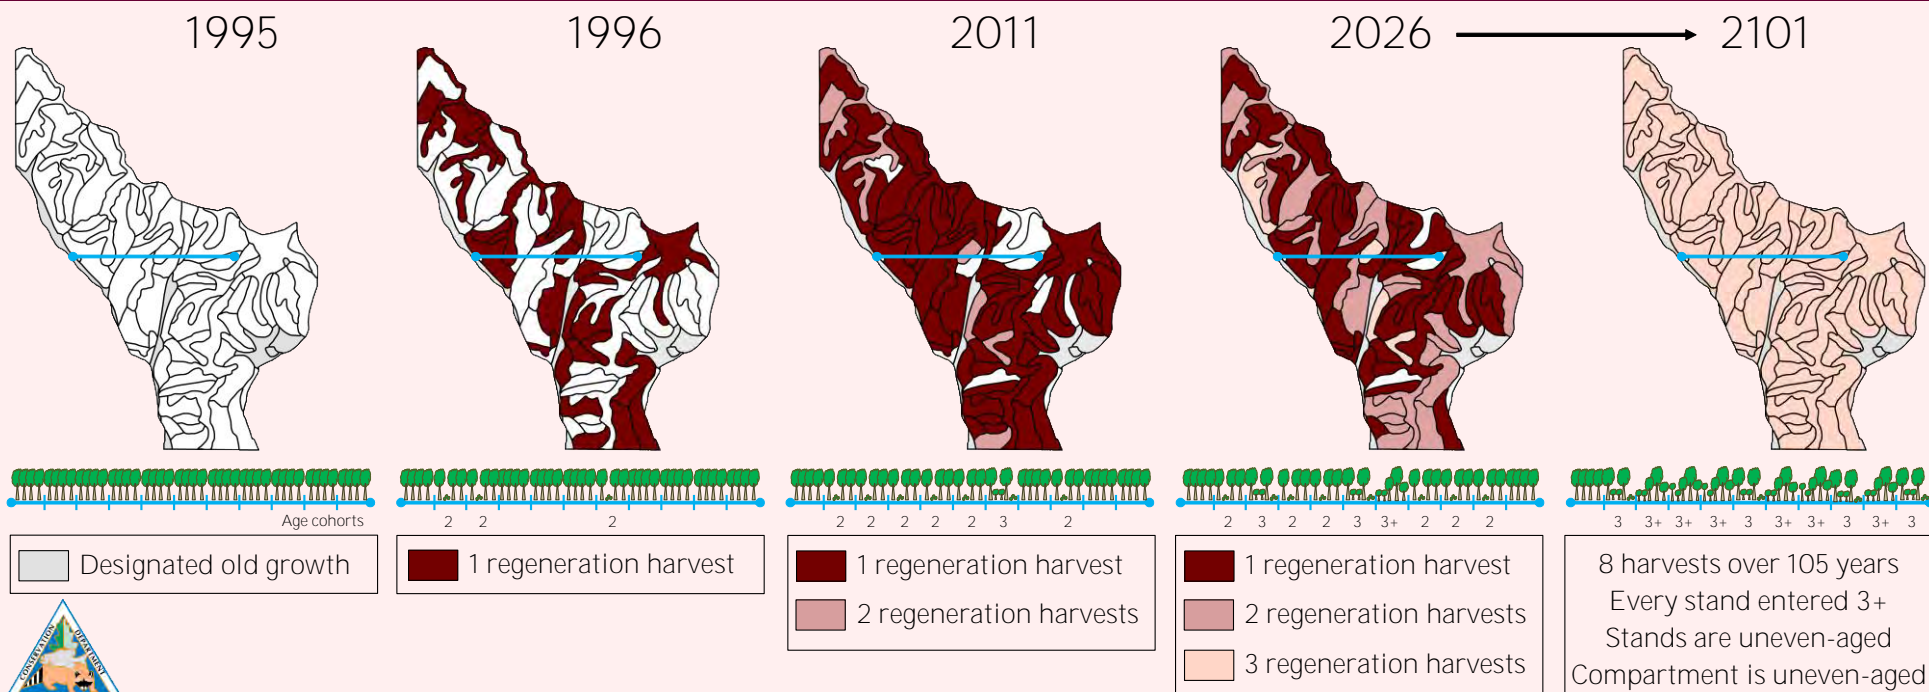 1995
1996
2011
2026
2101
Age cohorts
2 2 2
2 2 2 2 2 3 2
2 3 2 2 3 3+ 2 2 2
3 3+ 3+ 3+ 3 3+ 3+ 3 3+ 3
Designated old growth
1 regeneration harvest
1 regeneration harvest
2 regeneration harvests
1 regeneration harvest
2 regeneration harvests
3 regeneration harvests
8 harvests over 105 years
Every stand entered 3+
Stands are uneven-aged
Compartment is uneven-aged
CONSERVATION
DEPARTMENT